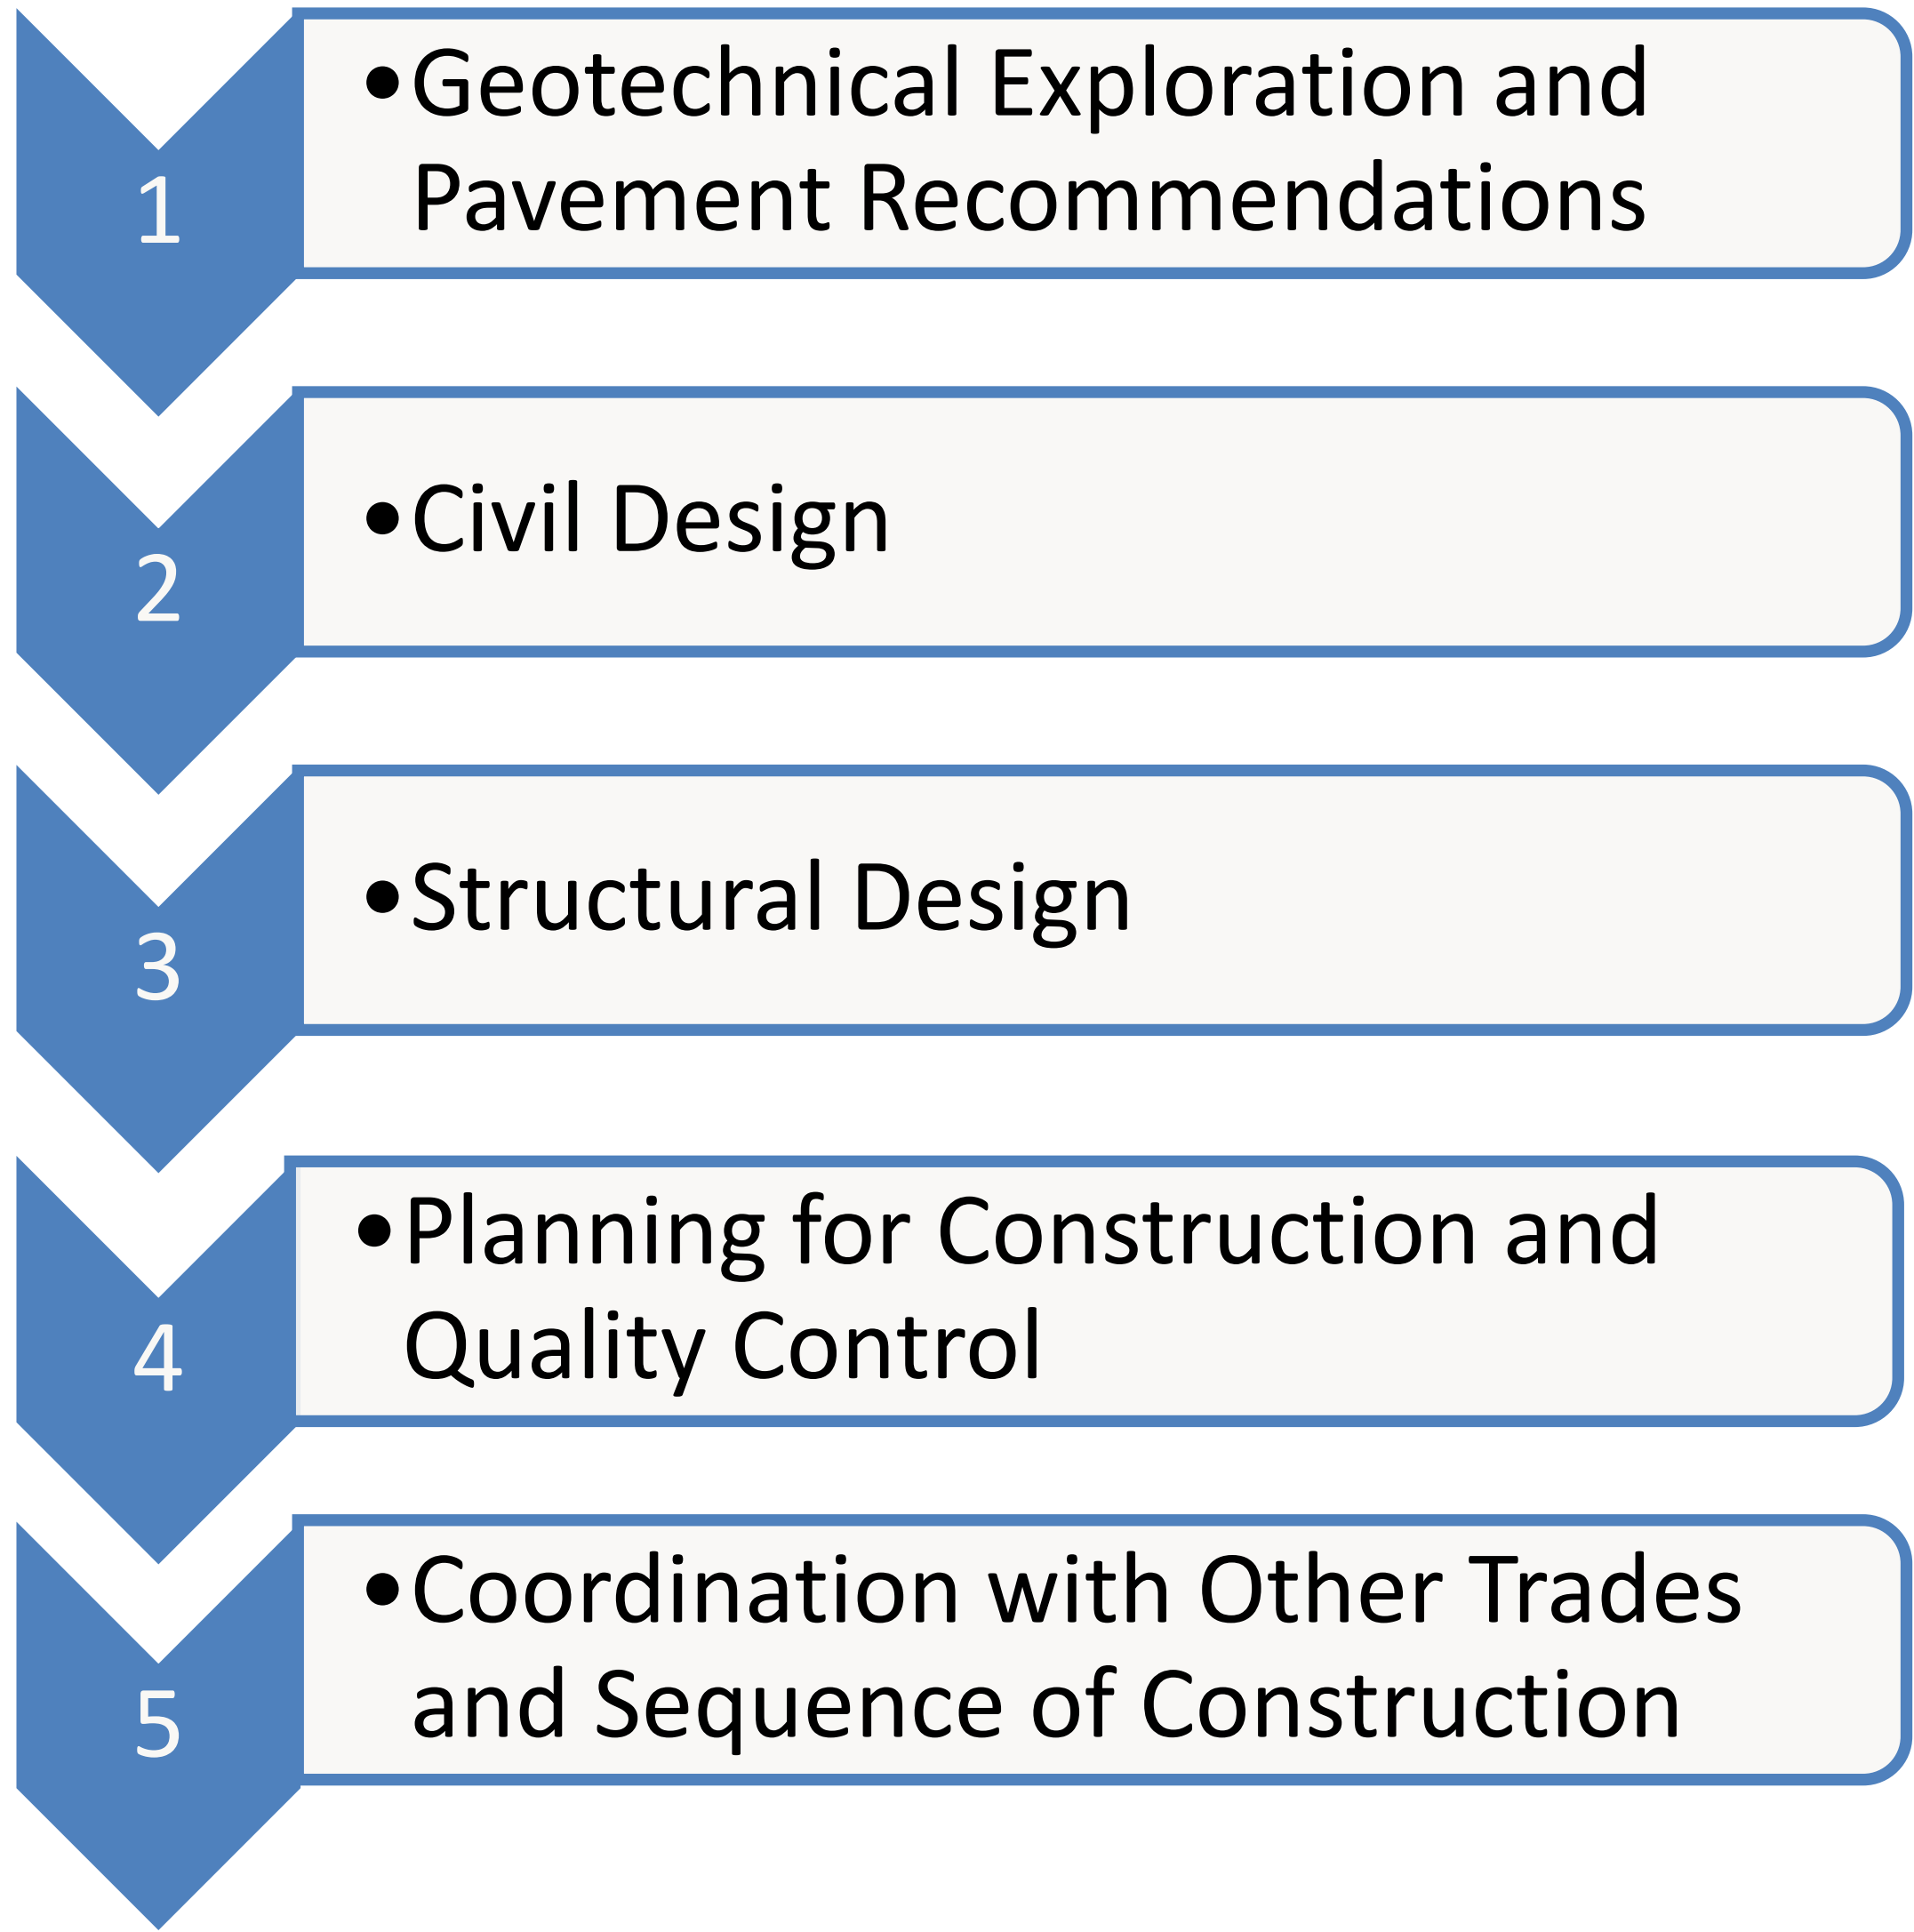 1
• Geotechnical Exploration and
Pavement Recommendations
2
• Civil Design
3
• Structural Design
4
• Planning for Construction and
Quality Control
5
• Coordination with Other Trades
and Sequence of Construction